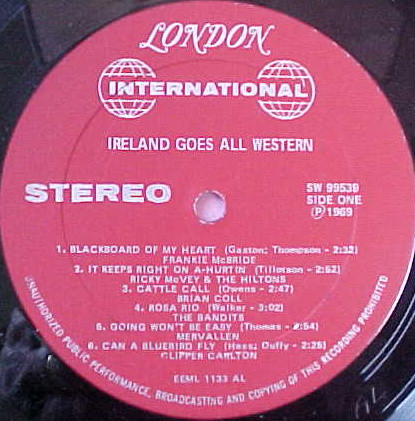 LONDON
INTERNATIONAL
IRELAND GOES ALL WESTERN
STEREO
SW 99539
SIDE ONE
Ⓟ 1969
1. BLACKBOARD OF MY HEART (Gaston; Thompson - 2:32)
FRANKIE McBRIDE
2. IT KEEPS RIGHT ON A-HURTIN (Tillotson - 2:52)
RICKY McVEY & THE HILTONS
3. CATTLE CALL (Owens - 2:47)
BRIAN COLL
4. ROSA RIO (Walker - 3:02)
THE BANDITS
5. GOING WON'T BE EASY (Thomas - 2:54)
MERVALLEN
6. CAN A BLUEBIRD FLY (Hess; Duffy - 2:25)
CLIPPER CARLTON
EEML 1133 AL
UNAUTHORIZED PUBLIC PERFORMANCE, BROADCASTING AND COPYING OF THIS RECORDING PROHIBITED